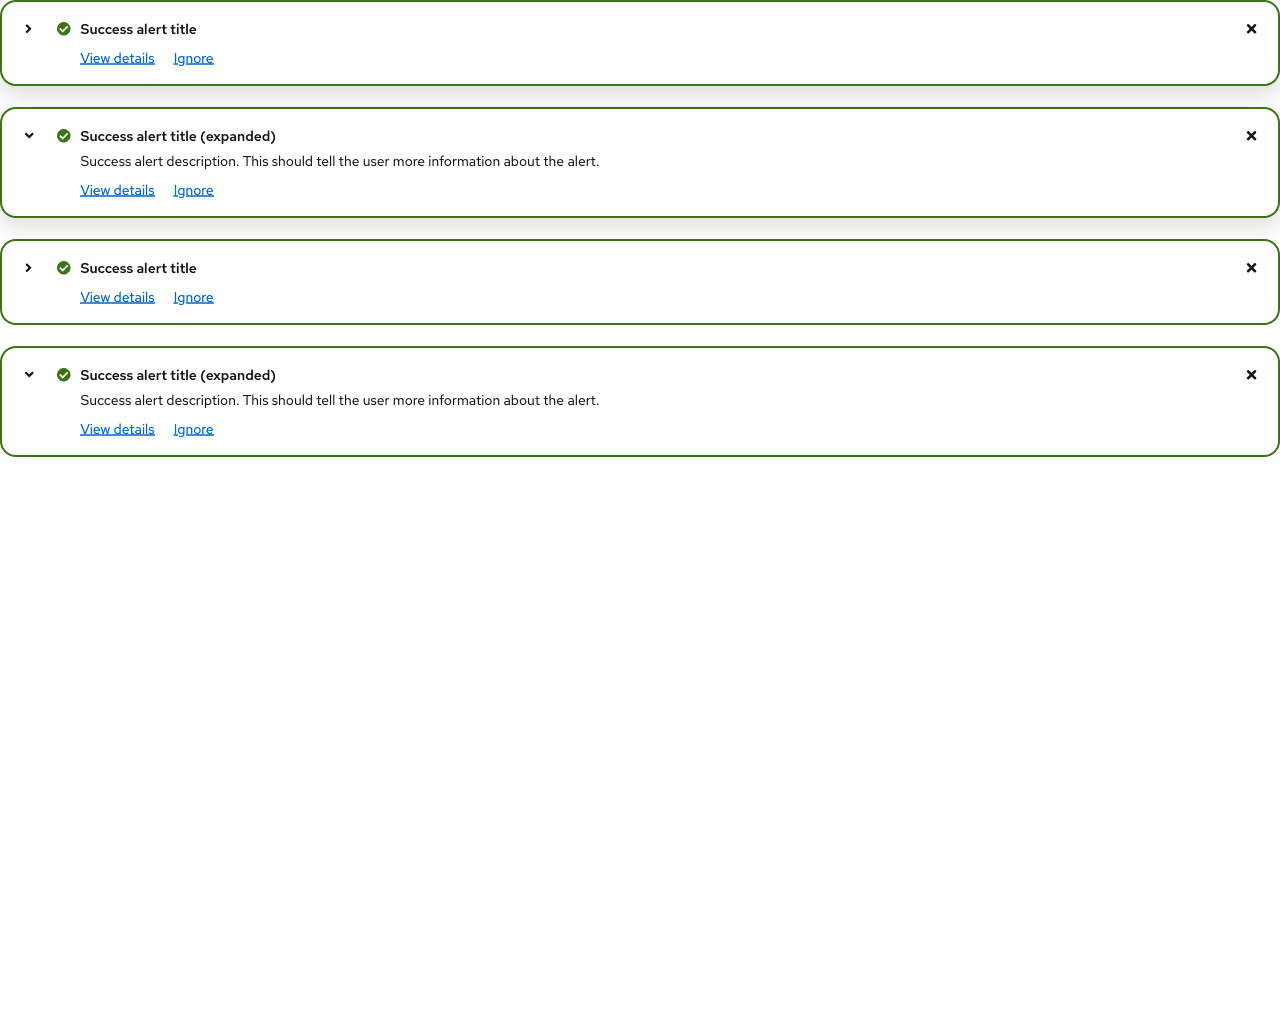 Success alert title
View details Ignore
Success alert title (expanded)
Success alert description. This should tell the user more information about the alert.
View details Ignore
Success alert title
View details Ignore
Success alert title (expanded)
Success alert description. This should tell the user more information about the alert.
View details Ignore